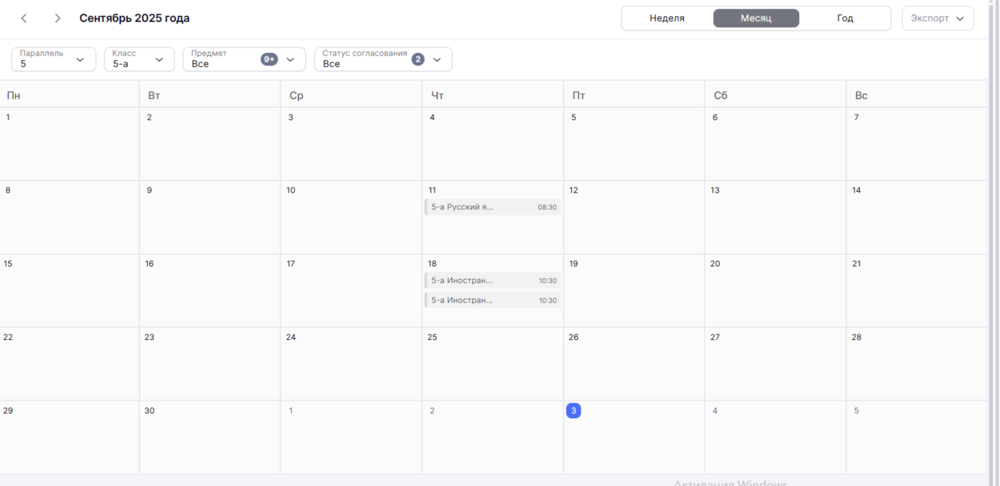 Сентябрь 2025 года
Неделя Месяц Год Экспорт
Параллель Класс Предмет Статус согласования
5 5-а Все 9+ Все 2
Пн Вт Ср Чт Пт Сб Вс
1 2 3 4 5 6 7
8 9 10 11 12 13 14
5-а Русский я... 08:30
15 16 17 18 19 20 21
5-а Иностран... 10:30
5-а Иностран... 10:30
22 23 24 25 26 27 28
29 30 1 2 3 4 5
Активация Windows